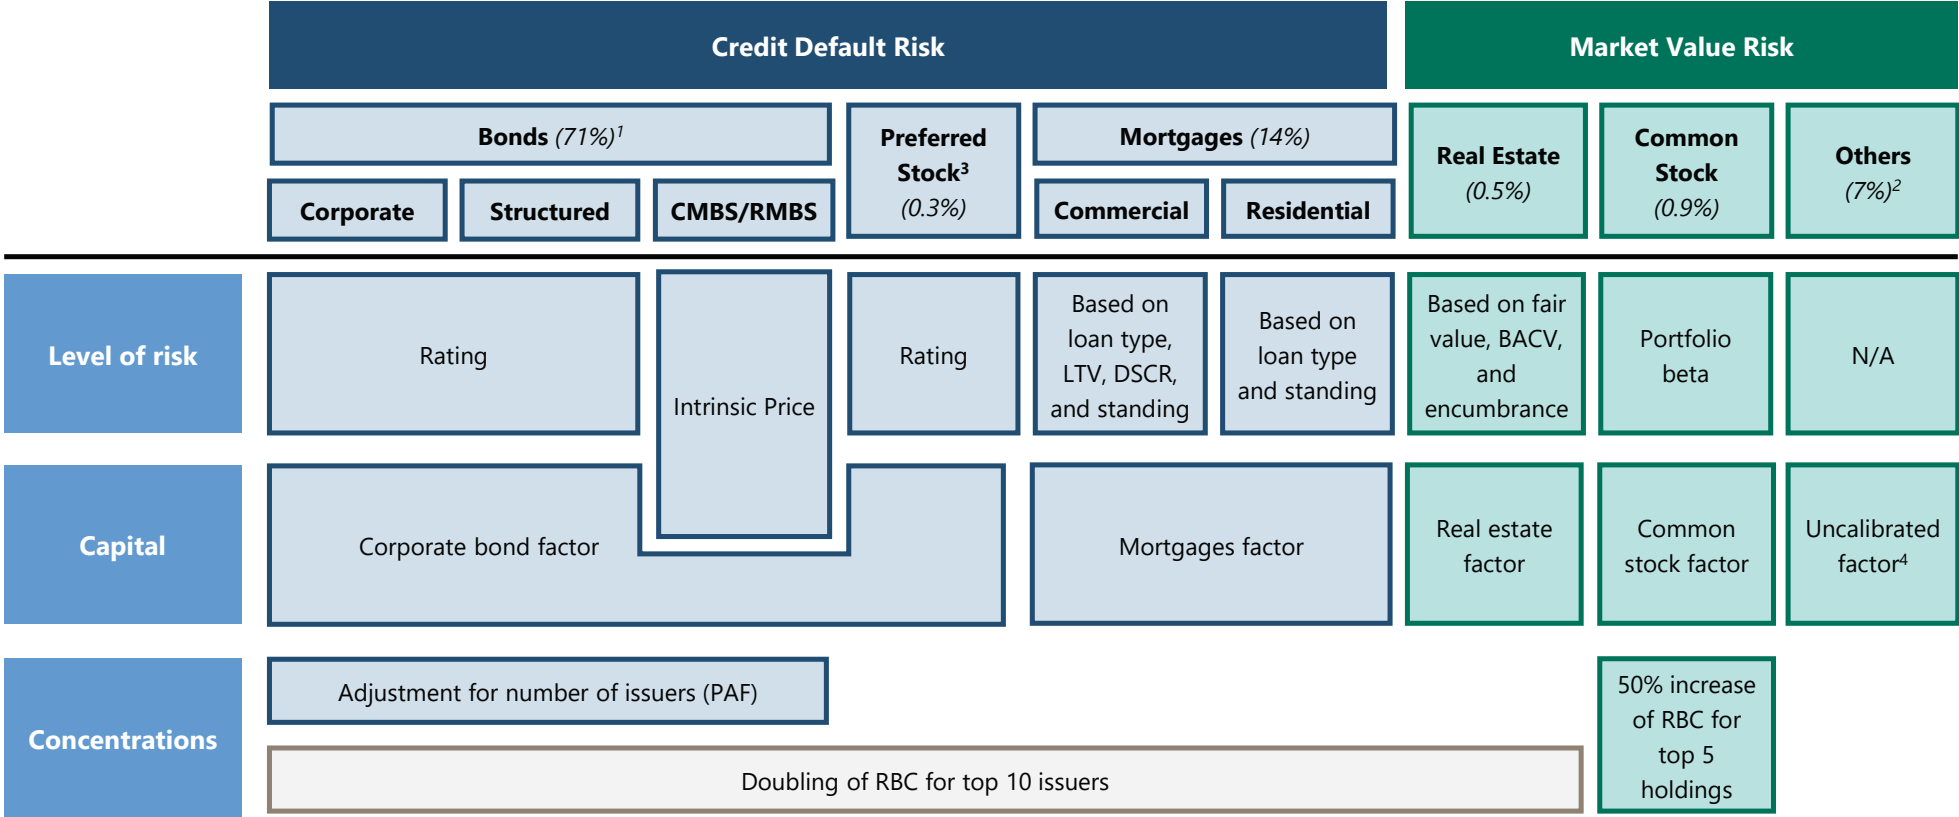 Credit Default Risk
Market Value Risk
Bonds (71%)¹
Preferred
Stock³
(0.3%)
Mortgages (14%)
Real Estate
(0.5%)
Common
Stock
(0.9%)
Others
(7%)²
Corporate
Structured
CMBS/RMBS
Commercial
Residential
Level of risk
Rating
Intrinsic Price
Rating
Based on
loan type,
LTV, DSCR,
and standing
Based on
loan type
and standing
Based on fair
value, BACV,
and
encumbrance
Portfolio
beta
N/A
Capital
Corporate bond factor
Mortgages factor
Real estate
factor
Common
stock factor
Uncalibrated
factor⁴
Concentrations
Adjustment for number of issuers (PAF)
Doubling of RBC for top 10 issuers
50% increase
of RBC for
top 5
holdings